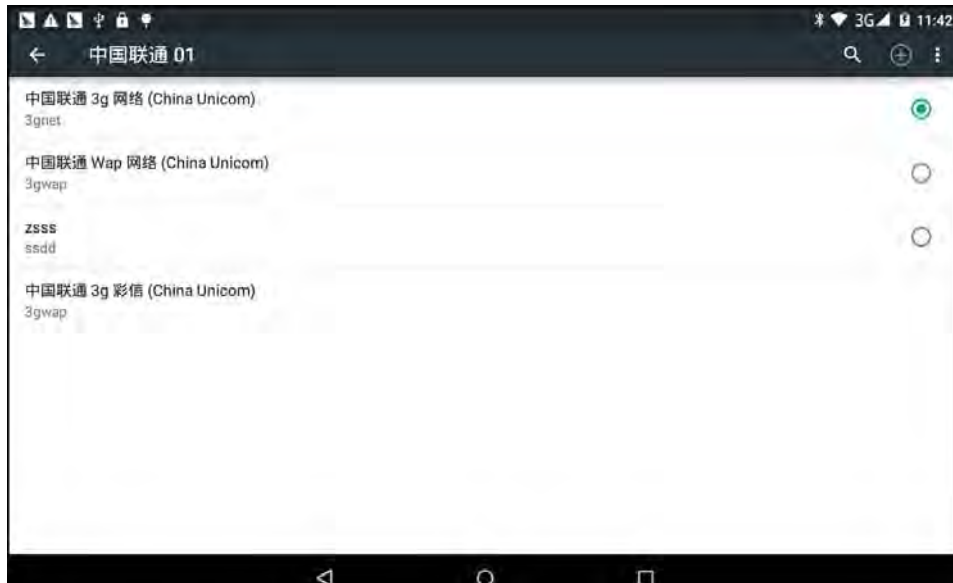 3G 11:42
中国联通 01
中国联通 3g 网络 (China Unicom)
3gnet
中国联通 Wap 网络 (China Unicom)
3gwap
zsss
ssdd
中国联通 3g 彩信 (China Unicom)
3gwap